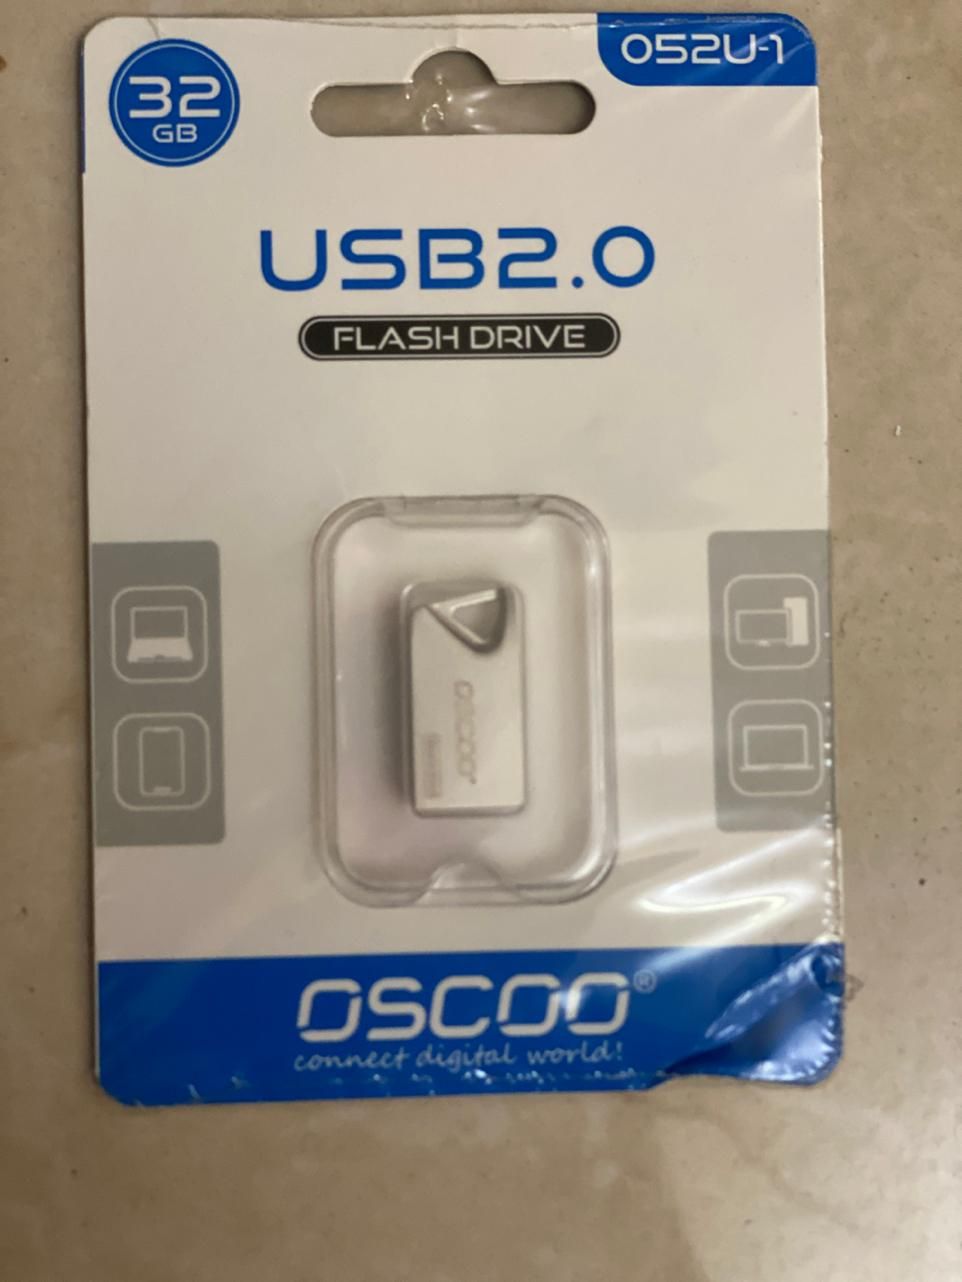 32
GB
052U-1
USB2.0
FLASH DRIVE
OSCOO
OSCOO®
connect digital world!